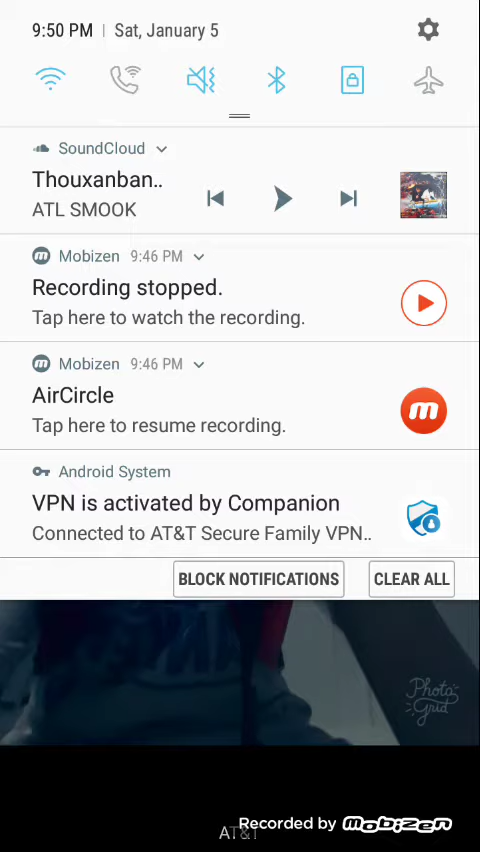 9:50 PM | Sat, January 5
SoundCloud
Thouxanban..
ATL SMOOK
Mobizen 9:46 PM
Recording stopped.
Tap here to watch the recording.
Mobizen 9:46 PM
AirCircle
Tap here to resume recording.
Android System
VPN is activated by Companion
Connected to AT&T Secure Family VPN..
BLOCK NOTIFICATIONS CLEAR ALL
Photo
Grid
Recorded by mobizen
AT&T